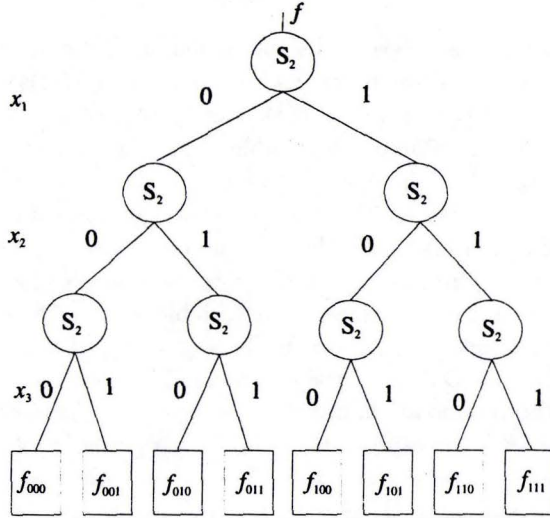 f
S₂
0 1
x₁
S₂ S₂
x₂ 0 1 0 1
S₂ S₂ S₂ S₂
x₃ 0 1 0 1 0 1 0 1
f₀₀₀ f₀₀₁ f₀₁₀ f₀₁₁ f₁₀₀ f₁₀₁ f₁₁₀ f₁₁₁